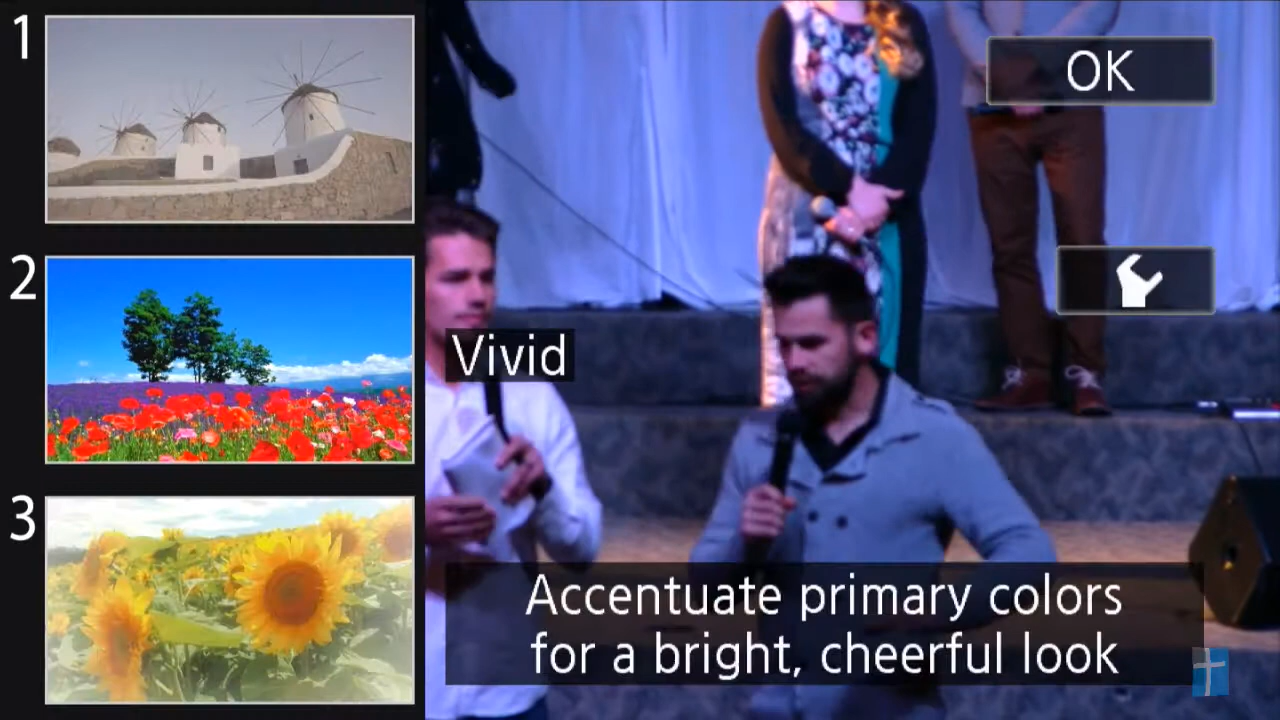 1
2
3
OK
Vivid
Accentuate primary colors
for a bright, cheerful look